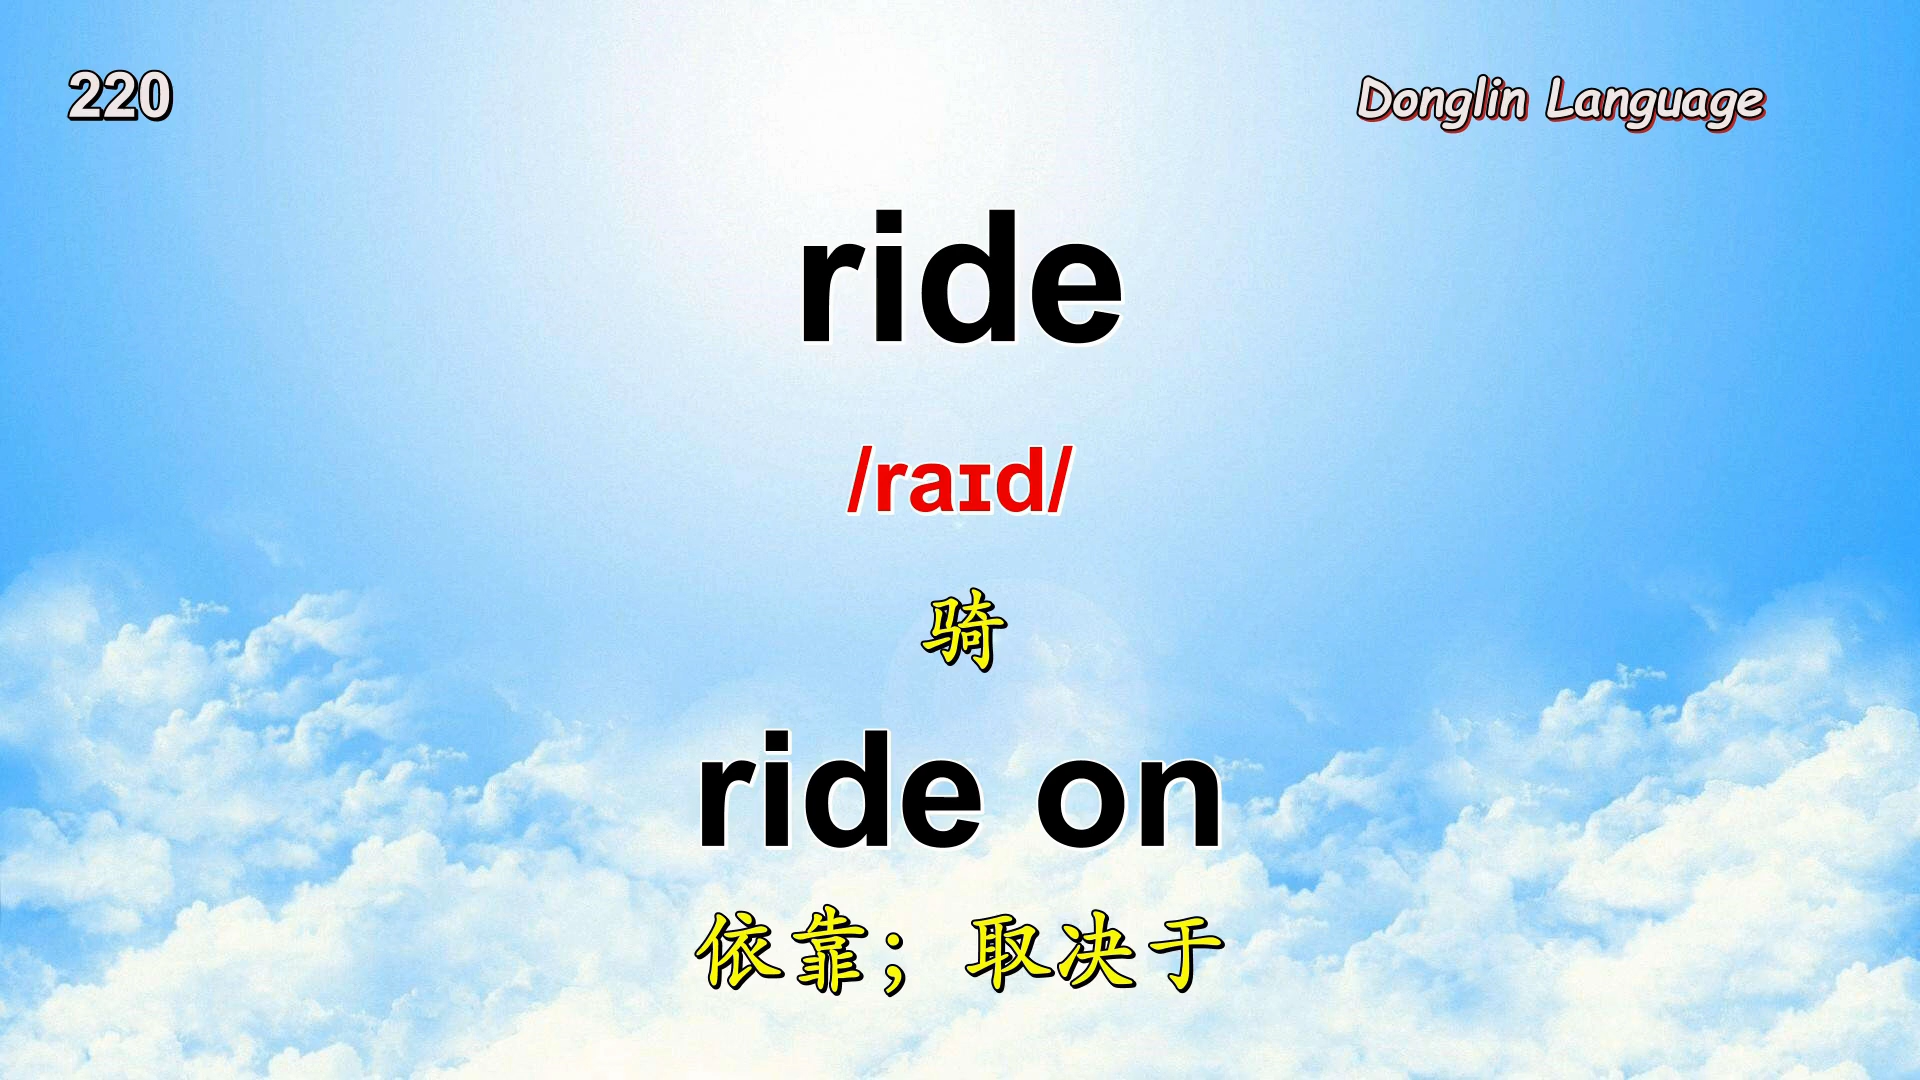 220
Donglin Language
ride
/raɪd/
骑
ride on
依靠；取决于